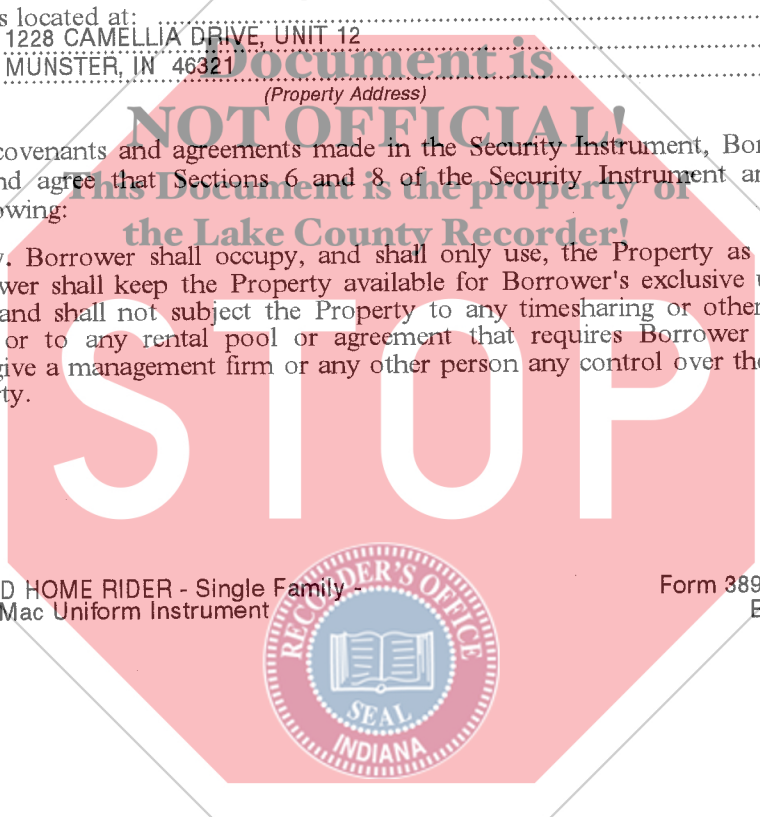 s located at:
1228 CAMELLIA DRIVE, UNIT 12
MUNSTER, IN 46321
Document is
(Property Address)
NOT OFFICIAL!
covenants and agreements made in the Security Instrument, Bor
nd agree that Sections 6 and 8 of the Security Instrument ar
This Document is the property of
owing:
the Lake County Recorder!
y. Borrower shall occupy, and shall only use, the Property as
wer shall keep the Property available for Borrower's exclusive u
and shall not subject the Property to any timesharing or other
or to any rental pool or agreement that requires Borrower
give a management firm or any other person any control over the
ty.
STOP
D HOME RIDER - Single Family -
Form 389
Mac Uniform Instrument
E
RECORDER'S OFFICE
SEAL
INDIANA